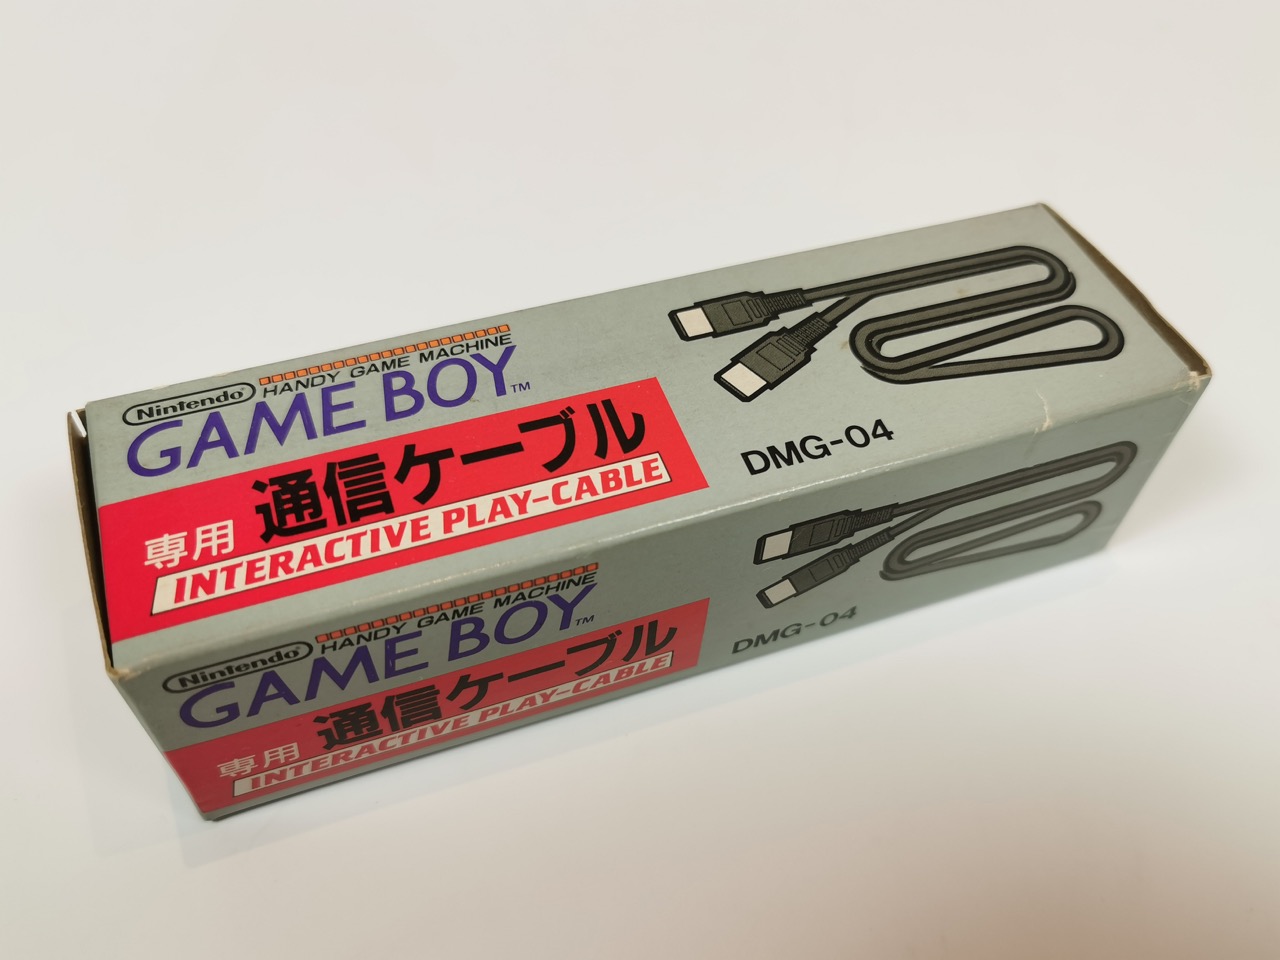 Nintendo®
HANDY GAME MACHINE
GAME BOY™
専用 通信ケーブル
INTERACTIVE PLAY-CABLE
DMG-04
Nintendo®
HANDY GAME MACHINE
GAME BOY™
専用 通信ケーブル
INTERACTIVE PLAY-CABLE
DMG-04